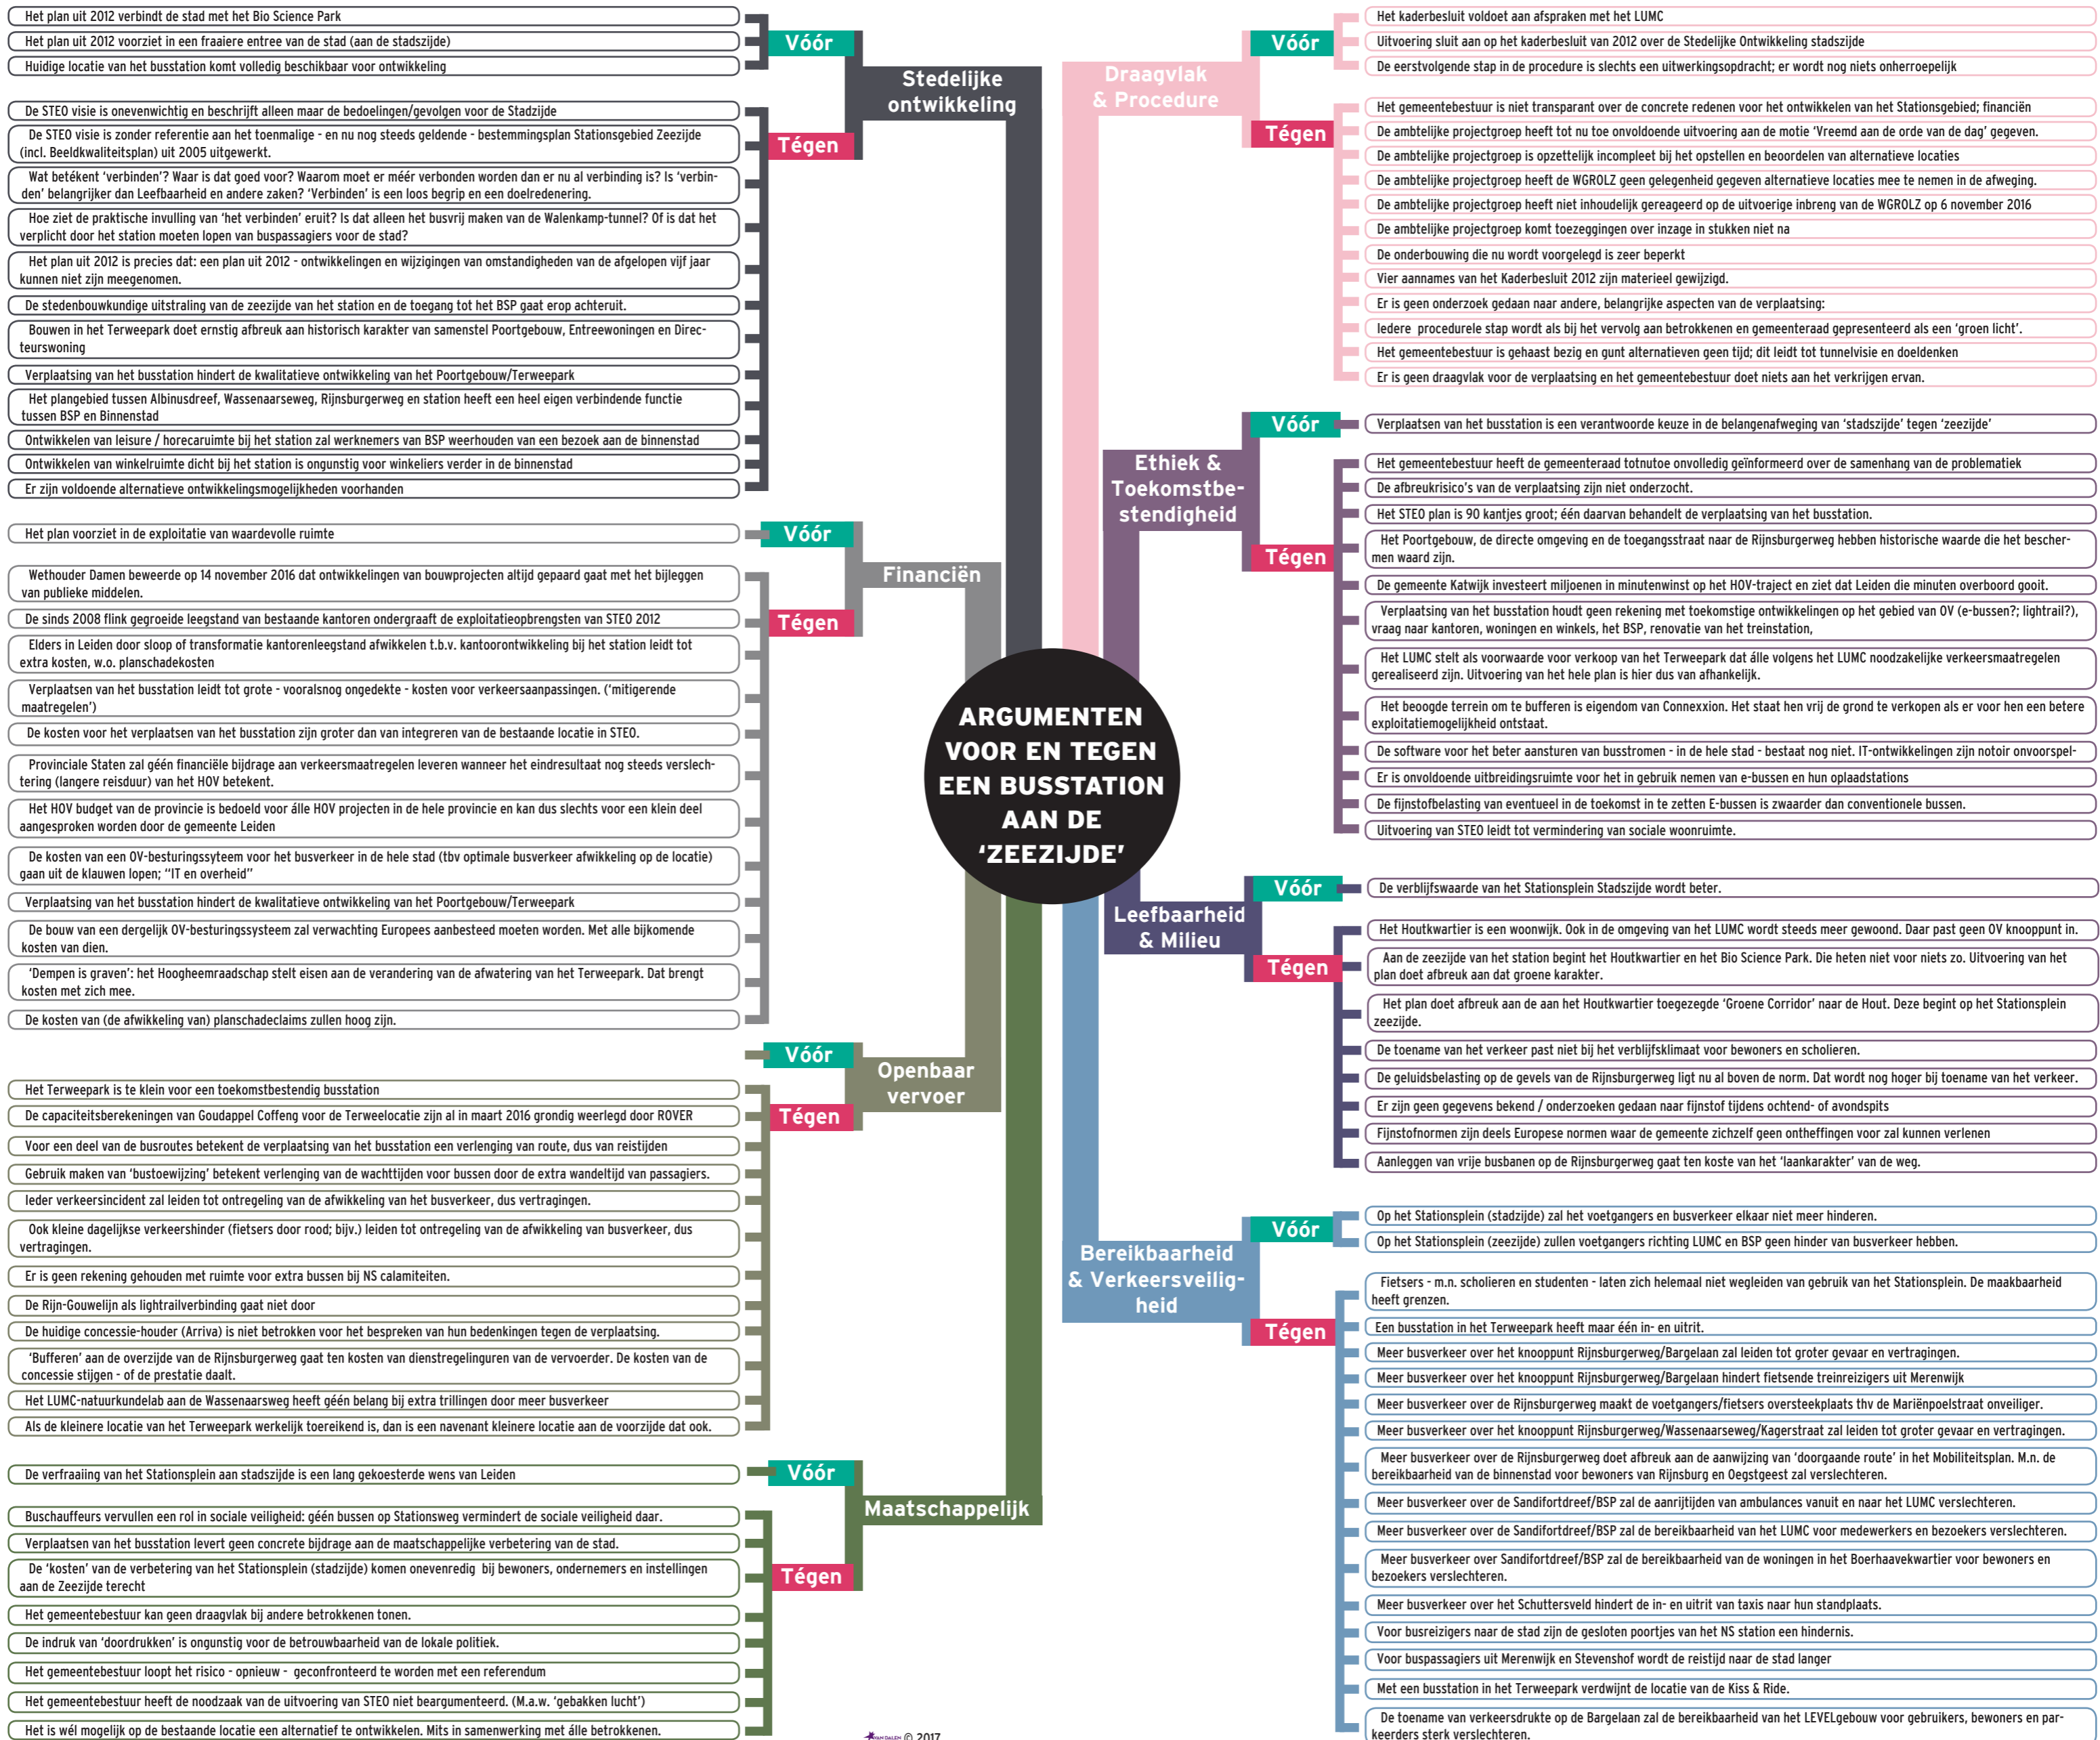 Het plan uit 2012 verbindt de stad met het Bio Science Park
Het plan uit 2012 voorziet in een fraaiere entree van de stad (aan de stadszijde)
Huidige locatie van het busstation komt volledig beschikbaar voor ontwikkeling
Vóór
Stedelijke
ontwikkeling
De STEO visie is onevenwichtig en beschrijft alleen maar de bedoelingen/gevolgen voor de Stadzijde
De STEO visie is zonder referentie aan het toenmalige - en nu nog steeds geldende - bestemmingsplan Stationsgebied Zeezijde
(incl. Beeldkwaliteitsplan) uit 2005 uitgewerkt.
Wat betékent ‘verbinden’? Waar is dat goed voor? Waarom moet er méér verbonden worden dan er nu al verbinding is? Is ‘verbin-
den’ belangrijker dan Leefbaarheid en andere zaken? ‘Verbinden’ is een loos begrip en een doelredenering.
Hoe ziet de praktische invulling van ‘het verbinden’ eruit? Is dat alleen het busvrij maken van de Walenkamp-tunnel? Of is dat het
verplicht door het station moeten lopen van buspassagiers voor de stad?
Het plan uit 2012 is precies dat: een plan uit 2012 - ontwikkelingen en wijzigingen van omstandigheden van de afgelopen vijf jaar
kunnen niet zijn meegenomen.
De stedenbouwkundige uitstraling van de zeezijde van het station en de toegang tot het BSP gaat erop achteruit.
Bouwen in het Terweepark doet ernstig afbreuk aan historisch karakter van samenstel Poortgebouw, Entreewoningen en Direc-
teurswoning
Verplaatsing van het busstation hindert de kwalitatieve ontwikkeling van het Poortgebouw/Terweepark
Het plangebied tussen Albinusdreef, Wassenaarseweg, Rijnsburgerweg en station heeft een heel eigen verbindende functie
tussen BSP en Binnenstad
Ontwikkelen van leisure / horecaruimte bij het station zal werknemers van BSP weerhouden van een bezoek aan de binnenstad
Ontwikkelen van winkelruimte dicht bij het station is ongunstig voor winkeliers verder in de binnenstad
Er zijn voldoende alternatieve ontwikkelingsmogelijkheden voorhanden
Tégen
Het plan voorziet in de exploitatie van waardevolle ruimte
Vóór
Financiën
Wethouder Damen beweerde op 14 november 2016 dat ontwikkelingen van bouwprojecten altijd gepaard gaat met het bijleggen
van publieke middelen.
De sinds 2008 flink gegroeide leegstand van bestaande kantoren ondergraaft de exploitatieopbrengsten van STEO 2012
Elders in Leiden door sloop of transformatie kantorenleegstand afwikkelen t.b.v. kantoorontwikkeling bij het station leidt tot
extra kosten, w.o. planschadekosten
Verplaatsen van het busstation leidt tot grote - vooralsnog ongedekte - kosten voor verkeersaanpassingen. (‘mitigerende
maatregelen’)
De kosten voor het verplaatsen van het busstation zijn groter dan van integreren van de bestaande locatie in STEO.
Provinciale Staten zal géén financiële bijdrage aan verkeersmaatregelen leveren wanneer het eindresultaat nog steeds verslech-
tering (langere reisduur) van het HOV betekent.
Het HOV budget van de provincie is bedoeld voor álle HOV projecten in de hele provincie en kan dus slechts voor een klein deel
aangesproken worden door de gemeente Leiden
De kosten van een OV-besturingssyteem voor het busverkeer in de hele stad (tbv optimale busverkeer afwikkeling op de locatie)
gaan uit de klauwen lopen; “IT en overheid”
Verplaatsing van het busstation hindert de kwalitatieve ontwikkeling van het Poortgebouw/Terweepark
De bouw van een dergelijk OV-besturingssysteem zal verwachting Europees aanbesteed moeten worden. Met alle bijkomende
kosten van dien.
‘Dempen is graven’: het Hoogheemraadschap stelt eisen aan de verandering van de afwatering van het Terweepark. Dat brengt
kosten met zich mee.
De kosten van (de afwikkeling van) planschadeclaims zullen hoog zijn.
Tégen
Vóór
Openbaar
vervoer
Het Terweepark is te klein voor een toekomstbestendig busstation
De capaciteitsberekeningen van Goudappel Coffeng voor de Terweelocatie zijn al in maart 2016 grondig weerlegd door ROVER
Voor een deel van de busroutes betekent de verplaatsing van het busstation een verlenging van route, dus van reistijden
Gebruik maken van ‘bustoewijzing’ betekent verlenging van de wachttijden voor bussen door de extra wandeltijd van passagiers.
Ieder verkeersincident zal leiden tot ontregeling van de afwikkeling van het busverkeer, dus vertragingen.
Ook kleine dagelijkse verkeershinder (fietsers door rood; bijv.) leiden tot ontregeling van de afwikkeling van busverkeer, dus
vertragingen.
Er is geen rekening gehouden met ruimte voor extra bussen bij NS calamiteiten.
De Rijn-Gouwelijn als lightrailverbinding gaat niet door
De huidige concessie-houder (Arriva) is niet betrokken voor het bespreken van hun bedenkingen tegen de verplaatsing.
‘Bufferen’ aan de overzijde van de Rijnsburgerweg gaat ten kosten van dienstregelinguren van de vervoerder. De kosten van de
concessie stijgen - of de prestatie daalt.
Het LUMC-natuurkundelab aan de Wassenaarsweg heeft géén belang bij extra trillingen door meer busverkeer
Als de kleinere locatie van het Terweepark werkelijk toereikend is, dan is een navenant kleinere locatie aan de voorzijde dat ook.
Tégen
De verfraaiing van het Stationsplein aan stadszijde is een lang gekoesterde wens van Leiden
Vóór
Maatschappelijk
Buschauffeurs vervullen een rol in sociale veiligheid: géén bussen op Stationsweg vermindert de sociale veiligheid daar.
Verplaatsen van het busstation levert geen concrete bijdrage aan de maatschappelijke verbetering van de stad.
De ‘kosten’ van de verbetering van het Stationsplein (stadzijde) komen onevenredig bij bewoners, ondernemers en instellingen
aan de Zeezijde terecht
Het gemeentebestuur kan geen draagvlak bij andere betrokkenen tonen.
De indruk van ‘doordrukken’ is ongunstig voor de betrouwbaarheid van de lokale politiek.
Het gemeentebestuur loopt het risico - opnieuw - geconfronteerd te worden met een referendum
Het gemeentebestuur heeft de noodzaak van de uitvoering van STEO niet beargumenteerd. (M.a.w. ‘gebakken lucht’)
Het is wél mogelijk op de bestaande locatie een alternatief te ontwikkelen. Mits in samenwerking met álle betrokkenen.
Tégen
ARGUMENTEN
VOOR EN TEGEN
EEN BUSSTATION
AAN DE
‘ZEEZIJDE’
VAN DALEN © 2017
Draagvlak
& Procedure
Vóór
Het kaderbesluit voldoet aan afspraken met het LUMC
Uitvoering sluit aan op het kaderbesluit van 2012 over de Stedelijke Ontwikkeling stadszijde
De eerstvolgende stap in de procedure is slechts een uitwerkingsopdracht; er wordt nog niets onherroepelijk
Tégen
Het gemeentebestuur is niet transparant over de concrete redenen voor het ontwikkelen van het Stationsgebied; financiën
De ambtelijke projectgroep heeft tot nu toe onvoldoende uitvoering aan de motie ‘Vreemd aan de orde van de dag’ gegeven.
De ambtelijke projectgroep is opzettelijk incompleet bij het opstellen en beoordelen van alternatieve locaties
De ambtelijke projectgroep heeft de WGROLZ geen gelegenheid gegeven alternatieve locaties mee te nemen in de afweging.
De ambtelijke projectgroep heeft niet inhoudelijk gereageerd op de uitvoerige inbreng van de WGROLZ op 6 november 2016
De ambtelijke projectgroep komt toezeggingen over inzage in stukken niet na
De onderbouwing die nu wordt voorgelegd is zeer beperkt
Vier aannames van het Kaderbesluit 2012 zijn materieel gewijzigd.
Er is geen onderzoek gedaan naar andere, belangrijke aspecten van de verplaatsing:
Iedere procedurele stap wordt als bij het vervolg aan betrokkenen en gemeenteraad gepresenteerd als een ‘groen licht’.
Het gemeentebestuur is gehaast bezig en gunt alternatieven geen tijd; dit leidt tot tunnelvisie en doeldenken
Er is geen draagvlak voor de verplaatsing en het gemeentebestuur doet niets aan het verkrijgen ervan.
Ethiek &
Toekomstbe-
stendigheid
Vóór
Verplaatsen van het busstation is een verantwoorde keuze in de belangenafweging van ‘stadszijde’ tegen ‘zeezijde’
Tégen
Het gemeentebestuur heeft de gemeenteraad totnutoe onvolledig geïnformeerd over de samenhang van de problematiek
De afbreukrisico’s van de verplaatsing zijn niet onderzocht.
Het STEO plan is 90 kantjes groot; één daarvan behandelt de verplaatsing van het busstation.
Het Poortgebouw, de directe omgeving en de toegangsstraat naar de Rijnsburgerweg hebben historische waarde die het bescher-
men waard zijn.
De gemeente Katwijk investeert miljoenen in minutenwinst op het HOV-traject en ziet dat Leiden die minuten overboord gooit.
Verplaatsing van het busstation houdt geen rekening met toekomstige ontwikkelingen op het gebied van OV (e-bussen?; lightrail?),
vraag naar kantoren, woningen en winkels, het BSP, renovatie van het treinstation,
Het LUMC stelt als voorwaarde voor verkoop van het Terweepark dat álle volgens het LUMC noodzakelijke verkeersmaatregelen
gerealiseerd zijn. Uitvoering van het hele plan is hier dus van afhankelijk.
Het beoogde terrein om te bufferen is eigendom van Connexxion. Het staat hen vrij de grond te verkopen als er voor hen een betere
exploitatiemogelijkheid ontstaat.
De software voor het beter aansturen van busstromen - in de hele stad - bestaat nog niet. IT-ontwikkelingen zijn notoir onvoorspel-
Er is onvoldoende uitbreidingsruimte voor het in gebruik nemen van e-bussen en hun oplaadstations
De fijnstofbelasting van eventueel in de toekomst in te zetten E-bussen is zwaarder dan conventionele bussen.
Uitvoering van STEO leidt tot vermindering van sociale woonruimte.
Leefbaarheid
& Milieu
Vóór
De verblijfswaarde van het Stationsplein Stadszijde wordt beter.
Tégen
Het Houtkwartier is een woonwijk. Ook in de omgeving van het LUMC wordt steeds meer gewoond. Daar past geen OV knooppunt in.
Aan de zeezijde van het station begint het Houtkwartier en het Bio Science Park. Die heten niet voor niets zo. Uitvoering van het
plan doet afbreuk aan dat groene karakter.
Het plan doet afbreuk aan de aan het Houtkwartier toegezegde ‘Groene Corridor’ naar de Hout. Deze begint op het Stationsplein
zeezijde.
De toename van het verkeer past niet bij het verblijfsklimaat voor bewoners en scholieren.
De geluidsbelasting op de gevels van de Rijnsburgerweg ligt nu al boven de norm. Dat wordt nog hoger bij toename van het verkeer.
Er zijn geen gegevens bekend / onderzoeken gedaan naar fijnstof tijdens ochtend- of avondspits
Fijnstofnormen zijn deels Europese normen waar de gemeente zichzelf geen ontheffingen voor zal kunnen verlenen
Aanleggen van vrije busbanen op de Rijnsburgerweg gaat ten koste van het ‘laankarakter’ van de weg.
Bereikbaarheid
& Verkeersveilig-
heid
Vóór
Op het Stationsplein (stadzijde) zal het voetgangers en busverkeer elkaar niet meer hinderen.
Op het Stationsplein (zeezijde) zullen voetgangers richting LUMC en BSP geen hinder van busverkeer hebben.
Tégen
Fietsers - m.n. scholieren en studenten - laten zich helemaal niet wegleiden van gebruik van het Stationsplein. De maakbaarheid
heeft grenzen.
Een busstation in het Terweepark heeft maar één in- en uitrit.
Meer busverkeer over het knooppunt Rijnsburgerweg/Bargelaan zal leiden tot groter gevaar en vertragingen.
Meer busverkeer over het knooppunt Rijnsburgerweg/Bargelaan hindert fietsende treinreizigers uit Merenwijk
Meer busverkeer over de Rijnsburgerweg maakt de voetgangers/fietsers oversteekplaats thv de Mariënpoelstraat onveiliger.
Meer busverkeer over het knooppunt Rijnsburgerweg/Wassenaarseweg/Kagerstraat zal leiden tot groter gevaar en vertragingen.
Meer busverkeer over de Rijnsburgerweg doet afbreuk aan de aanwijzing van ‘doorgaande route’ in het Mobiliteitsplan. M.n. de
bereikbaarheid van de binnenstad voor bewoners van Rijnsburg en Oegstgeest zal verslechteren.
Meer busverkeer over de Sandifortdreef/BSP zal de aanrijtijden van ambulances vanuit en naar het LUMC verslechteren.
Meer busverkeer over de Sandifortdreef/BSP zal de bereikbaarheid van het LUMC voor medewerkers en bezoekers verslechteren.
Meer busverkeer over Sandifortdreef/BSP zal de bereikbaarheid van de woningen in het Boerhaavekwartier voor bewoners en
bezoekers verslechteren.
Meer busverkeer over het Schuttersveld hindert de in- en uitrit van taxis naar hun standplaats.
Voor busreizigers naar de stad zijn de gesloten poortjes van het NS station een hindernis.
Voor buspassagiers uit Merenwijk en Stevenshof wordt de reistijd naar de stad langer
Met een busstation in het Terweepark verdwijnt de locatie van de Kiss & Ride.
De toename van verkeersdrukte op de Bargelaan zal de bereikbaarheid van het LEVELgebouw voor gebruikers, bewoners en par-
keerders sterk verslechteren.